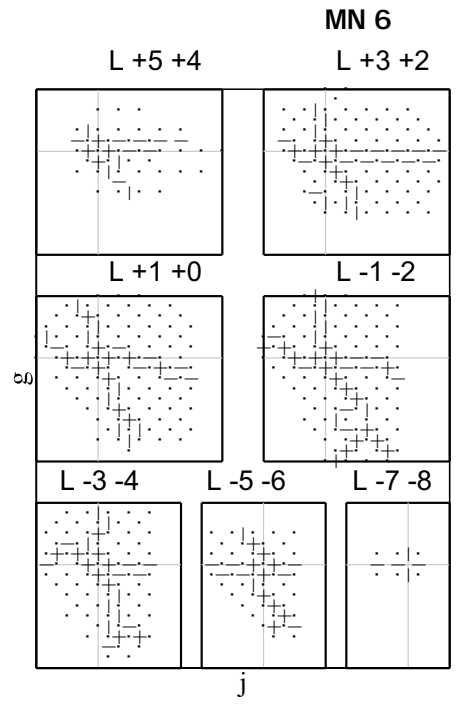 MN 6
L +5 +4
L +3 +2
L +1 +0
L -1 -2
g
L -3 -4
L -5 -6
L -7 -8
j